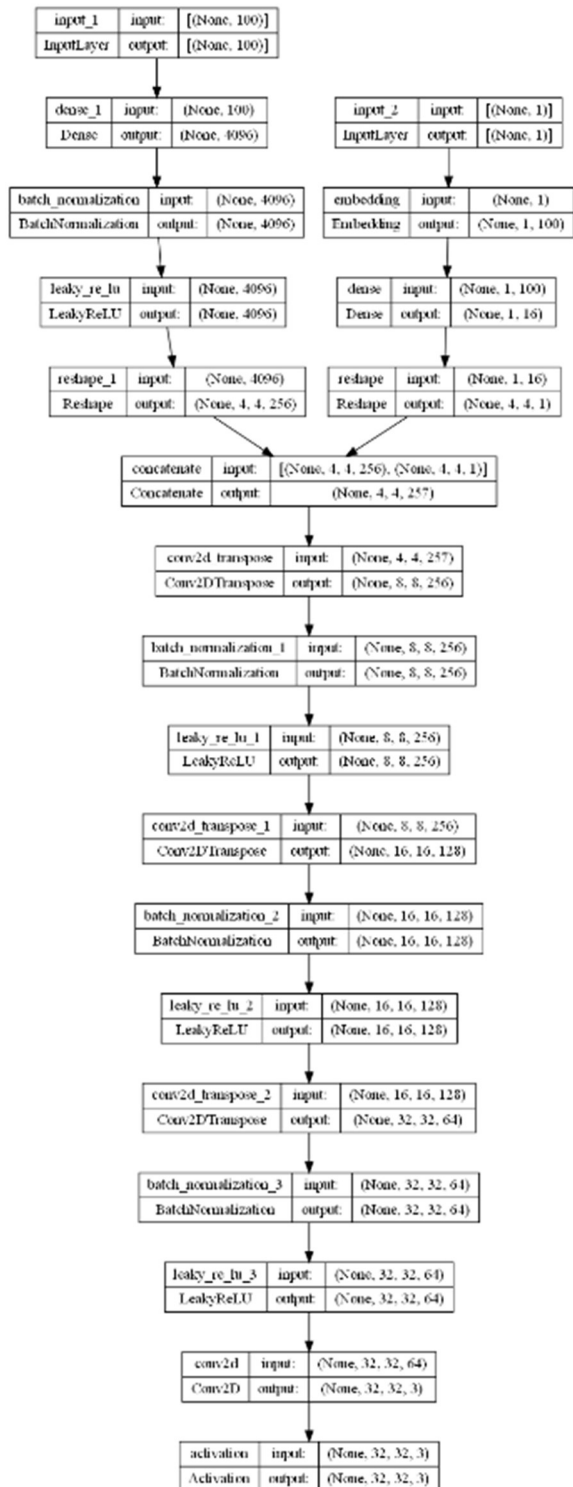 input_1 input: [(None, 100)]
InputLayer output: [(None, 100)]
dense_1 input: (None, 100)
Dense output: (None, 4096)
input_2 input: [(None, 1)]
InputLayer output: [(None, 1)]
batch_normalization input: (None, 4096)
BatchNormalization output: (None, 4096)
embedding input: (None, 1)
Embedding output: (None, 1, 100)
leaky_re_lu input: (None, 4096)
LeakyReLU output: (None, 4096)
dense input: (None, 1, 100)
Dense output: (None, 1, 16)
reshape_1 input: (None, 4096)
Reshape output: (None, 4, 4, 256)
reshape input: (None, 1, 16)
Reshape output: (None, 4, 4, 1)
concatenate input: [(None, 4, 4, 256), (None, 4, 4, 1)]
Concatenate output: (None, 4, 4, 257)
conv2d_transpose input: (None, 4, 4, 257)
Conv2DTranspose output: (None, 8, 8, 256)
batch_normalization_1 input: (None, 8, 8, 256)
BatchNormalization output: (None, 8, 8, 256)
leaky_re_lu_1 input: (None, 8, 8, 256)
LeakyReLU output: (None, 8, 8, 256)
conv2d_transpose_1 input: (None, 8, 8, 256)
Conv2DTranspose output: (None, 16, 16, 128)
batch_normalization_2 input: (None, 16, 16, 128)
BatchNormalization output: (None, 16, 16, 128)
leaky_re_lu_2 input: (None, 16, 16, 128)
LeakyReLU output: (None, 16, 16, 128)
conv2d_transpose_2 input: (None, 16, 16, 128)
Conv2DTranspose output: (None, 32, 32, 64)
batch_normalization_3 input: (None, 32, 32, 64)
BatchNormalization output: (None, 32, 32, 64)
leaky_re_lu_3 input: (None, 32, 32, 64)
LeakyReLU output: (None, 32, 32, 64)
conv2d input: (None, 32, 32, 64)
Conv2D output: (None, 32, 32, 3)
activation input: (None, 32, 32, 3)
Activation output: (None, 32, 32, 3)